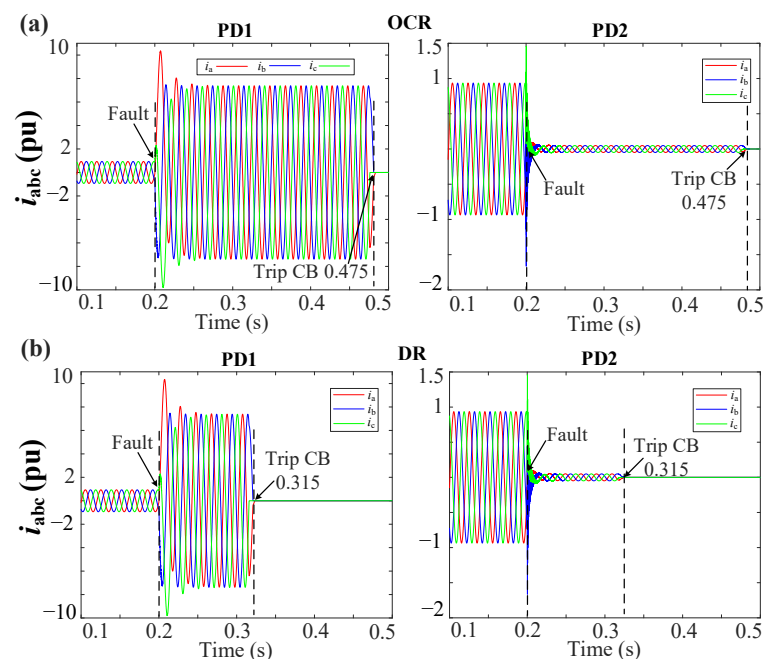 (a)
OCR
PD1
PD2
i_abc (pu)
10
2
−2
−10
i_a
i_b
i_c
Fault
Trip CB 0.475
0.1 0.2 0.3 0.4 0.5
Time (s)
1.5
1
−1
−2
i_a
i_b
i_c
Fault
Trip CB
0.475
0.1 0.2 0.3 0.4 0.5
Time (s)
(b)
DR
PD1
PD2
i_abc (pu)
10
2
−2
−10
i_a
i_b
i_c
Fault
Trip CB
0.315
0.1 0.2 0.3 0.4 0.5
Time (s)
1.5
1
−1
−2
i_a
i_b
i_c
Fault
Trip CB
0.315
0.1 0.2 0.3 0.4 0.5
Time (s)